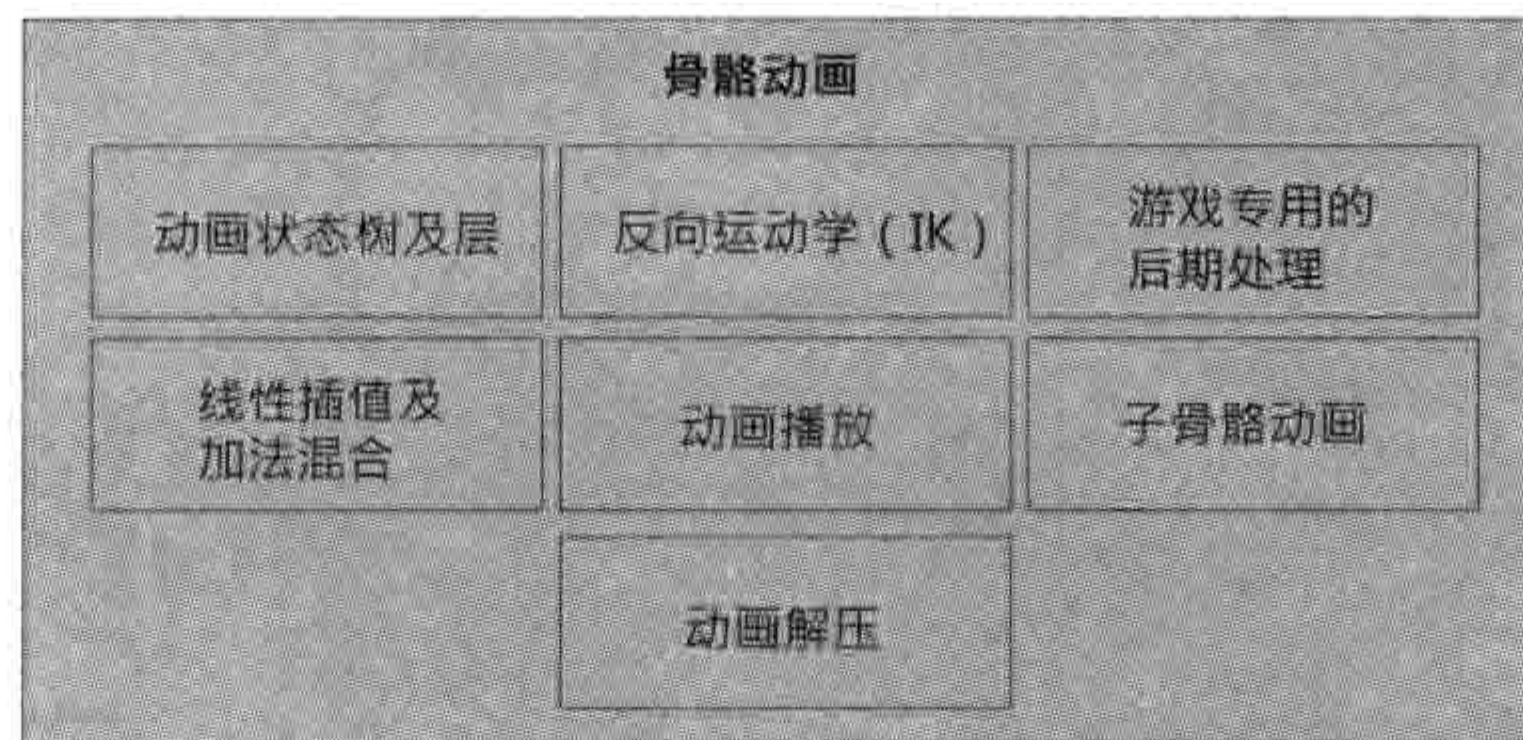 骨骼动画
动画状态树及层
反向运动学（IK）
游戏专用的
后期处理
线性插值及
加法混合
动画播放
子骨骼动画
动画解压